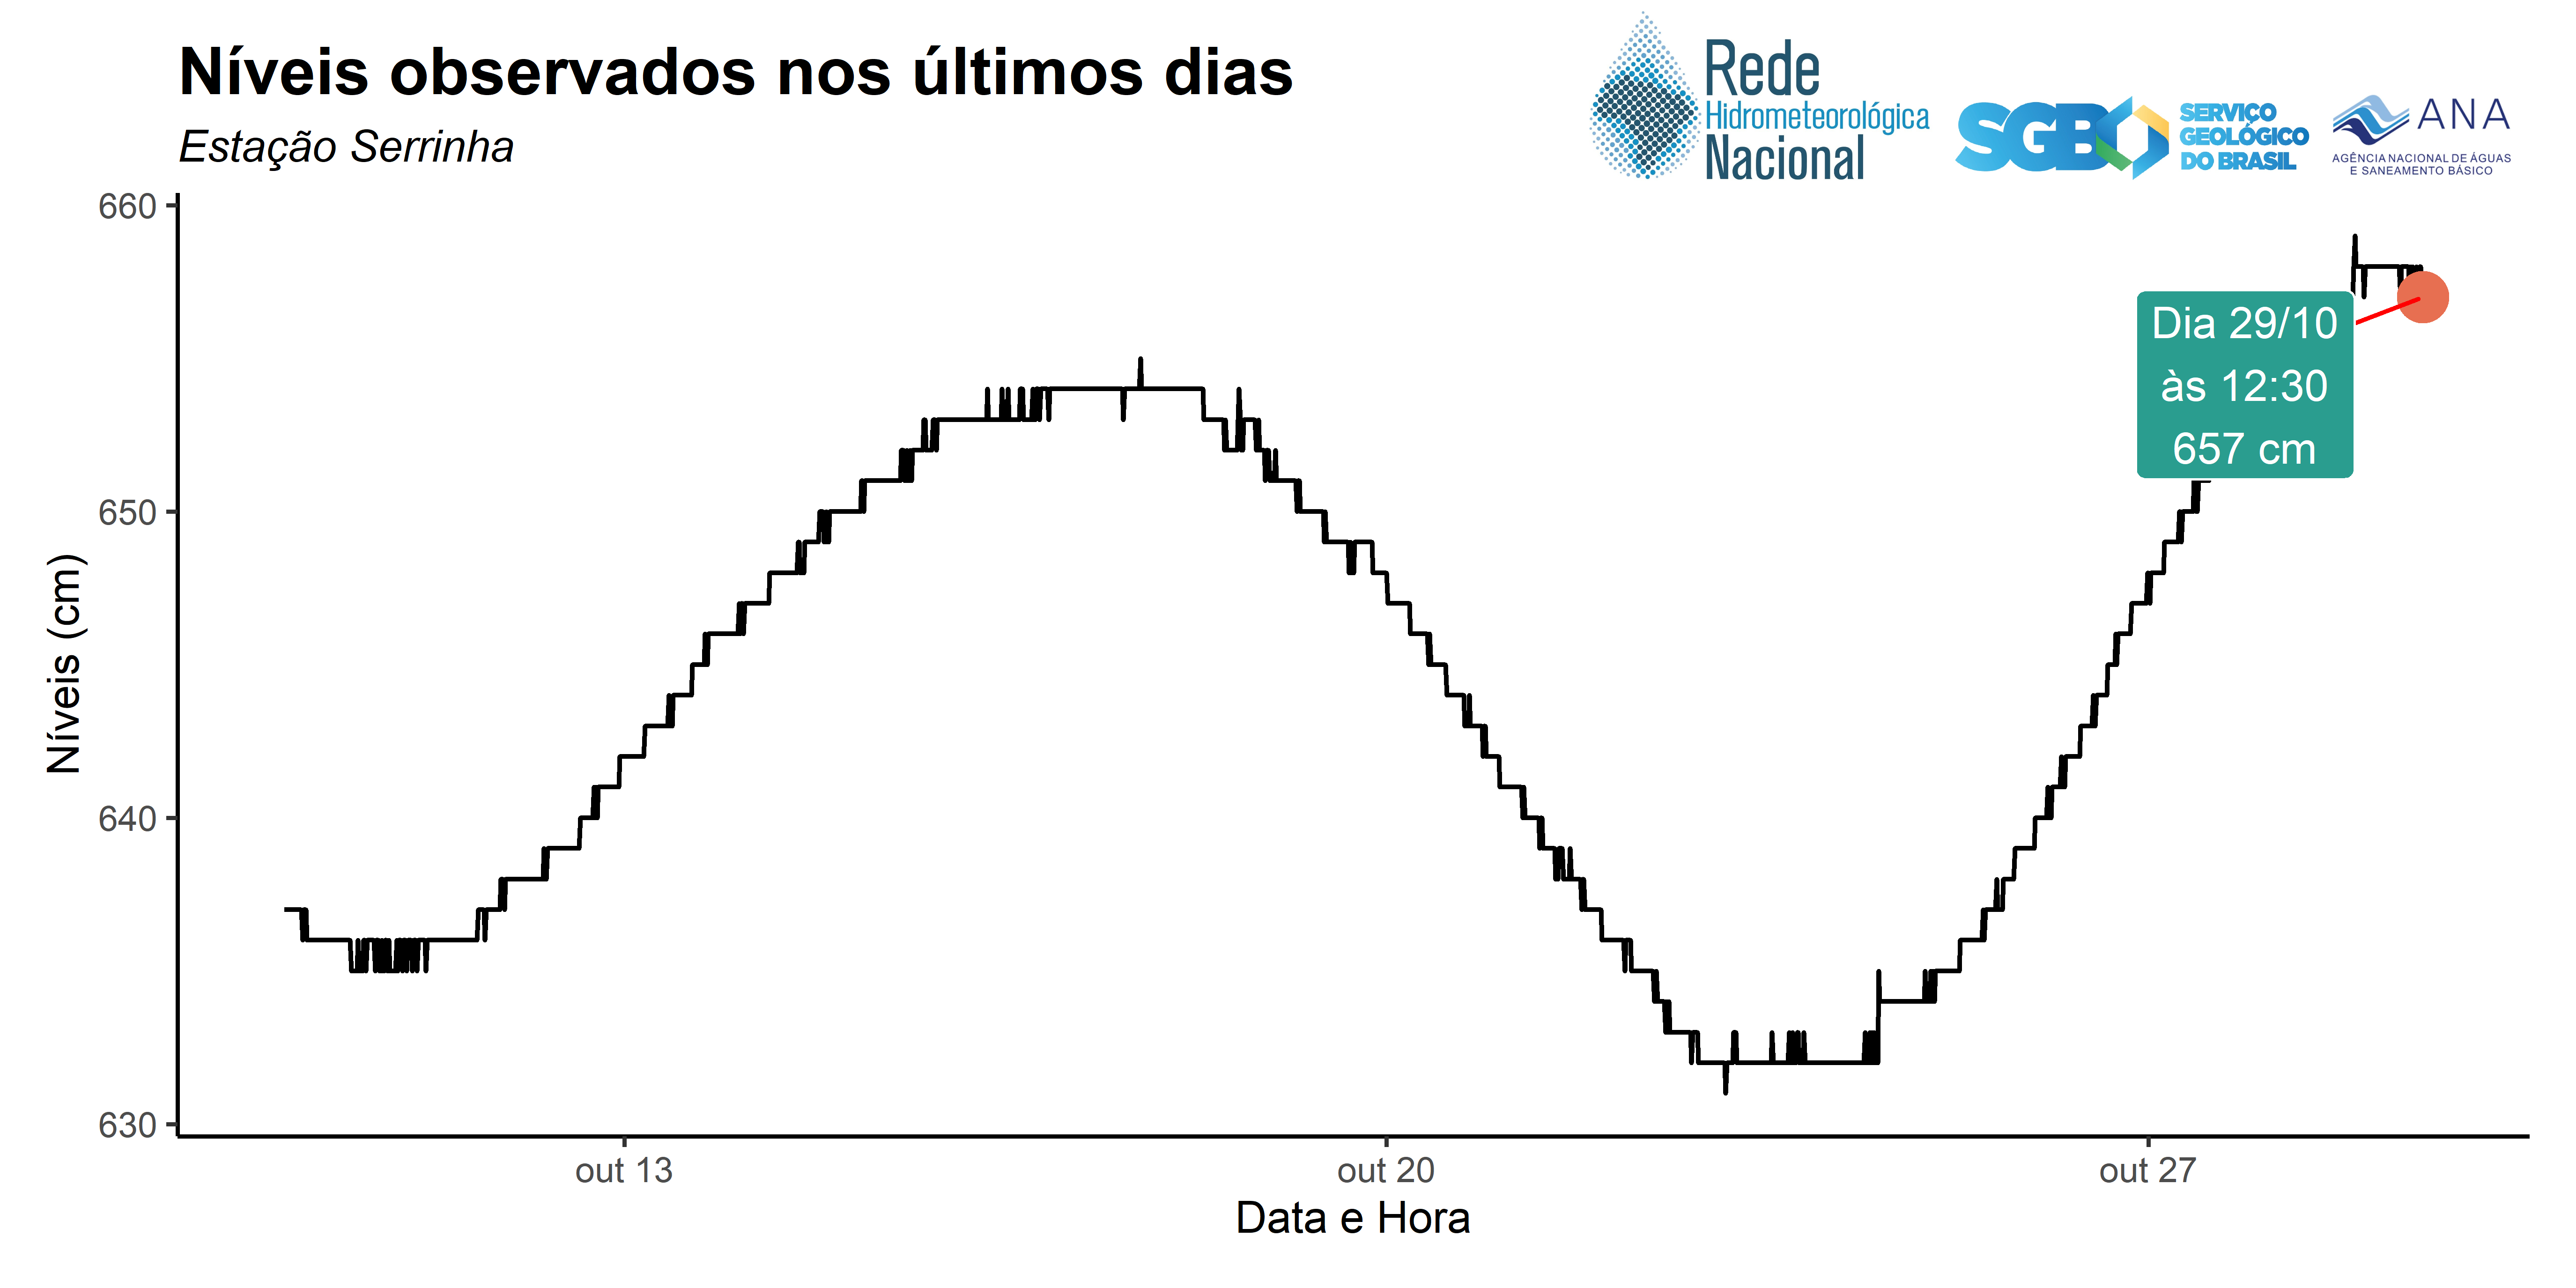 Níveis observados nos últimos dias
Estação Serrinha
Rede
Hidrometeorológica
Nacional
SGB
SERVIÇO
GEOLÓGICO
DO BRASIL
ANA
AGÊNCIA NACIONAL DE ÁGUAS
E SANEAMENTO BÁSICO
Níveis (cm)
660
650
640
630
Dia 29/10
às 12:30
657 cm
out 13
out 20
out 27
Data e Hora